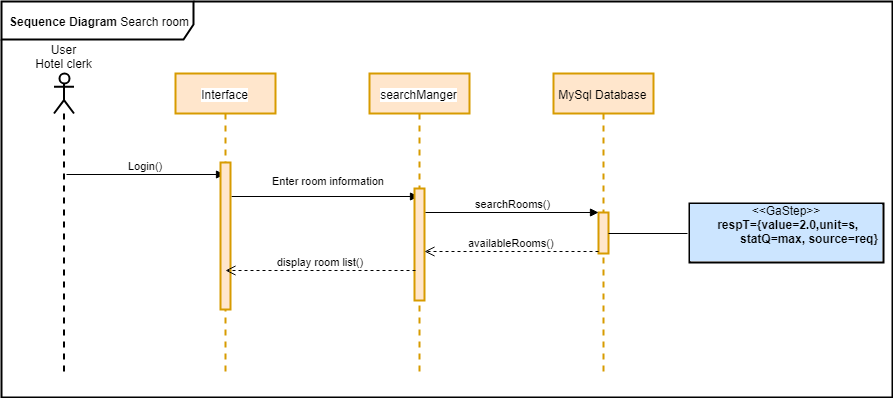 Sequence Diagram Search room
User
Hotel clerk
Interface
searchManger
MySql Database
Login()
Enter room information
searchRooms()
<<GaStep>>
respT={value=2.0,unit=s,
statQ=max, source=req}
availableRooms()
display room list()